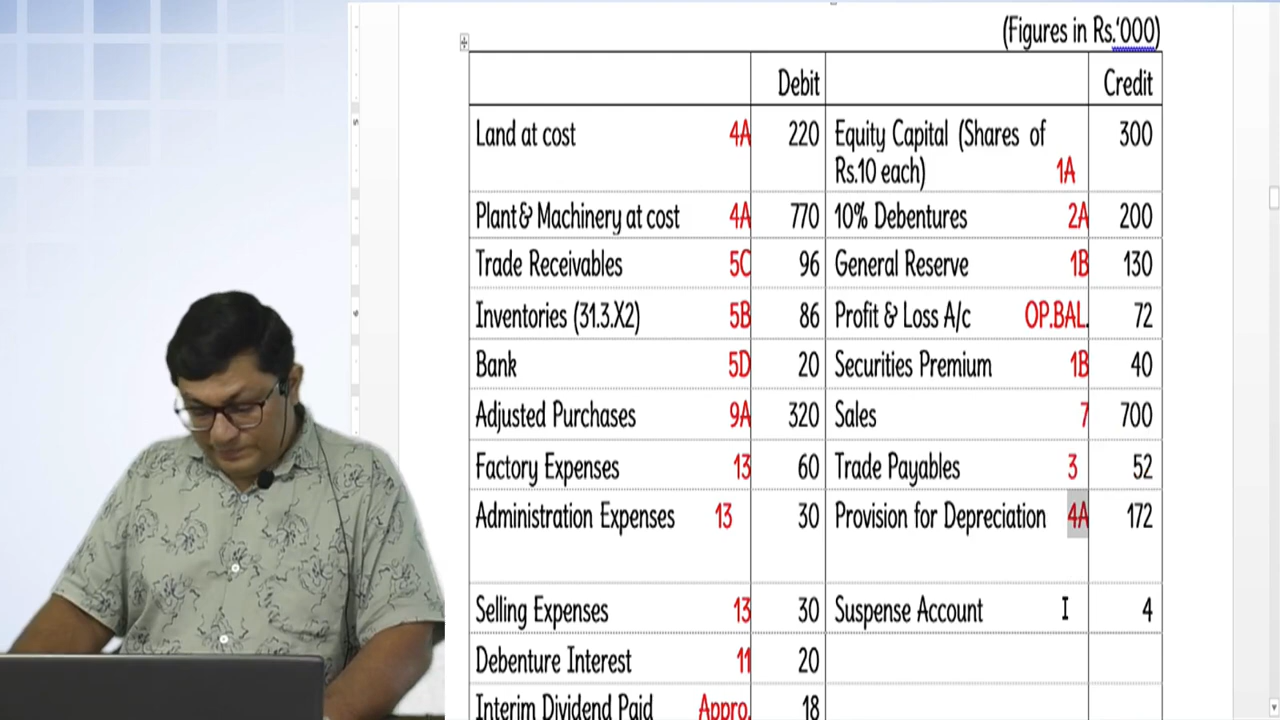 (Figures in Rs.'000)
Debit Credit
Land at cost 4A 220 Equity Capital (Shares of 300
Rs.10 each) 1A
Plant & Machinery at cost 4A 770 10% Debentures 2A 200
Trade Receivables 5C 96 General Reserve 1B 130
Inventories (31.3.X2) 5B 86 Profit & Loss A/c OP.BAL. 72
Bank 5D 20 Securities Premium 1B 40
Adjusted Purchases 9A 320 Sales 7 700
Factory Expenses 13 60 Trade Payables 3 52
Administration Expenses 13 30 Provision for Depreciation 4A 172
Selling Expenses 13 30 Suspense Account 4
Debenture Interest 11 20
Interim Dividend Paid Appro. 18